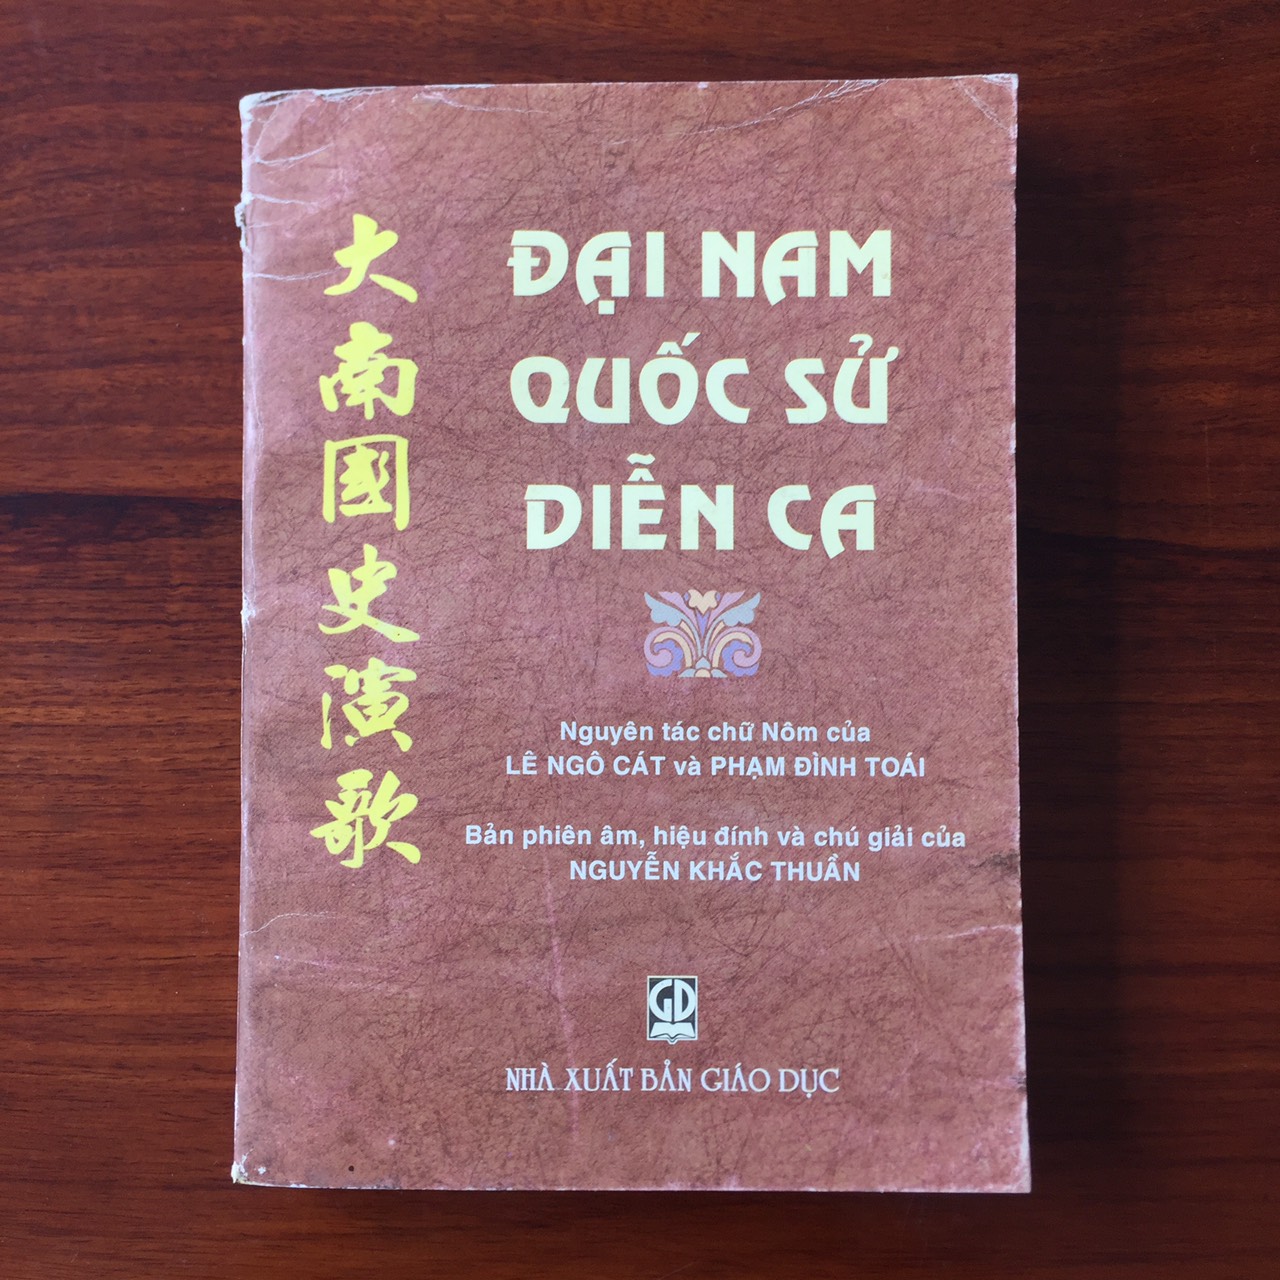 大南國史演歌
ĐẠI NAM
QUỐC SỬ
DIỄN CA
Nguyên tác chữ Nôm của
LÊ NGÔ CÁT và PHẠM ĐÌNH TOÁI
Bản phiên âm, hiệu đính và chú giải của
NGUYỄN KHẮC THUẦN
GD
NHÀ XUẤT BẢN GIÁO DỤC